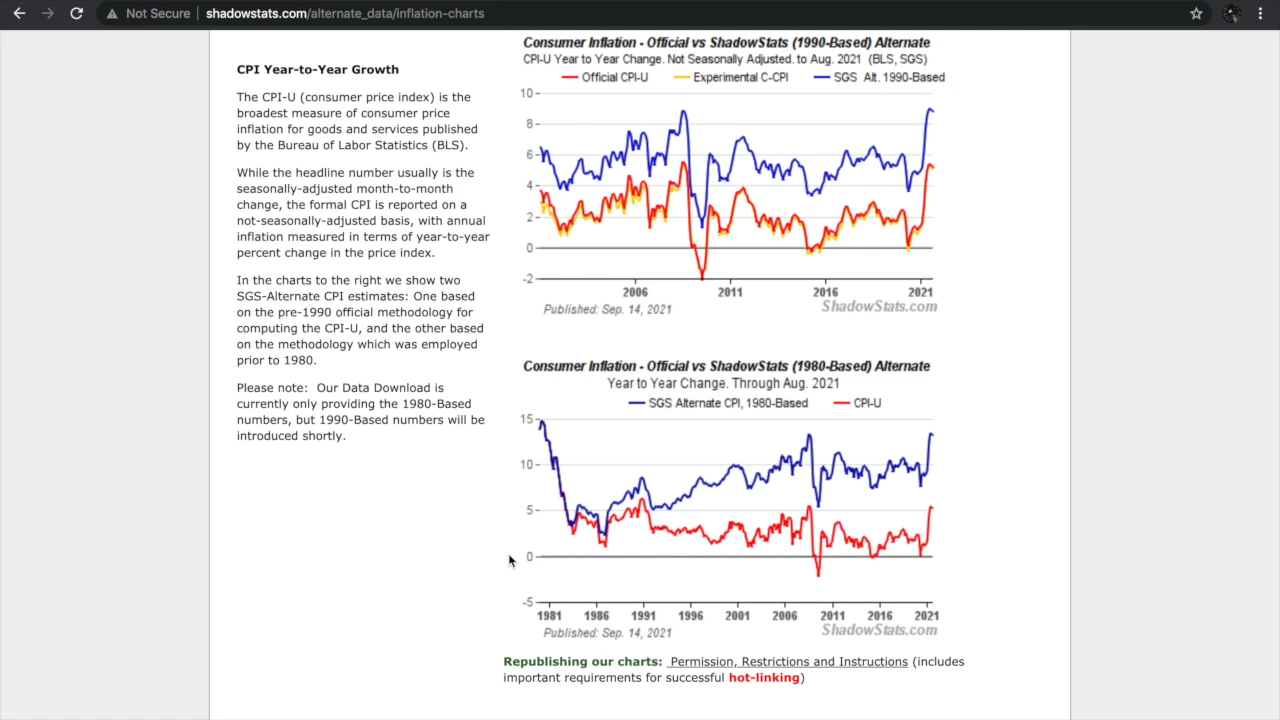 Not Secure shadowstats.com/alternate_data/inflation-charts
CPI Year-to-Year Growth
The CPI-U (consumer price index) is the
broadest measure of consumer price
inflation for goods and services published
by the Bureau of Labor Statistics (BLS).
While the headline number usually is the
seasonally-adjusted month-to-month
change, the formal CPI is reported on a
not-seasonally-adjusted basis, with annual
inflation measured in terms of year-to-year
percent change in the price index.
In the charts to the right we show two
SGS-Alternate CPI estimates: One based
on the pre-1990 official methodology for
computing the CPI-U, and the other based
on the methodology which was employed
prior to 1980.
Please note:  Our Data Download is
currently only providing the 1980-Based
numbers, but 1990-Based numbers will be
introduced shortly.
Consumer Inflation - Official vs ShadowStats (1990-Based) Alternate
CPI-U Year to Year Change. Not Seasonally Adjusted. to Aug. 2021 (BLS, SGS)
Official CPI-U Experimental C-CPI SGS Alt. 1990-Based
10
8
6
4
2
0
-2
2006 2011 2016 2021
Published: Sep. 14, 2021 ShadowStats.com
Consumer Inflation - Official vs ShadowStats (1980-Based) Alternate
Year to Year Change. Through Aug. 2021
SGS Alternate CPI, 1980-Based CPI-U
15
10
5
0
-5
1981 1986 1991 1996 2001 2006 2011 2016 2021
Published: Sep. 14, 2021 ShadowStats.com
Republishing our charts: Permission, Restrictions and Instructions (includes
important requirements for successful hot-linking)